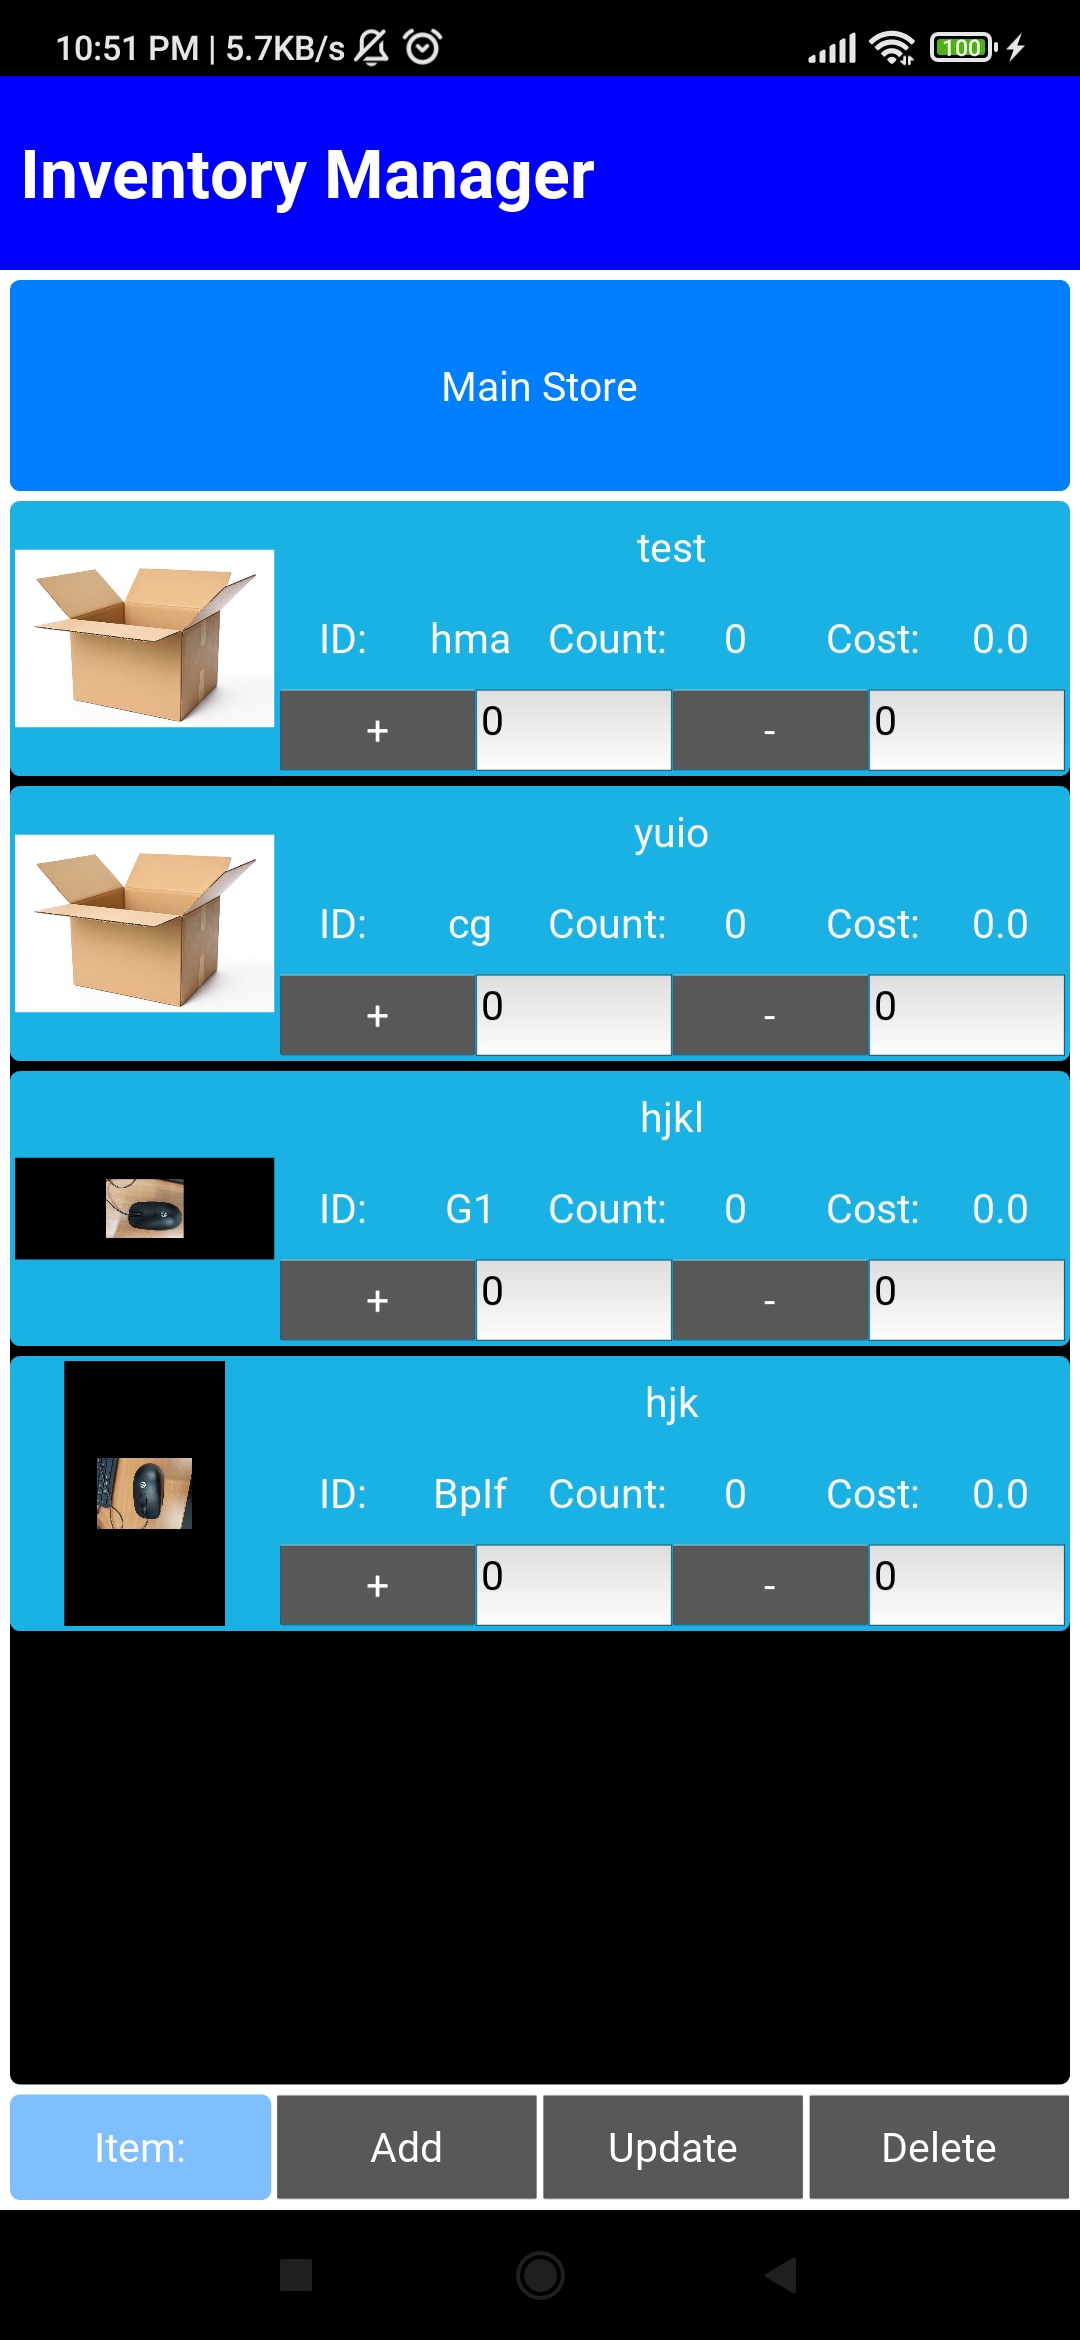 10:51 PM | 5.7KB/s 100
Inventory Manager
Main Store
test
ID: hma Count: 0 Cost: 0.0
+ 0 - 0
yuio
ID: cg Count: 0 Cost: 0.0
+ 0 - 0
hjkl
ID: G1 Count: 0 Cost: 0.0
+ 0 - 0
hjk
ID: Bplf Count: 0 Cost: 0.0
+ 0 - 0
Item: Add Update Delete